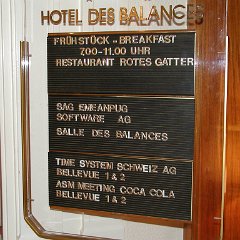 HOTEL DES BALANCES
FRÜHSTÜCK - BREAKFAST
7.00-11.00 UHR
RESTAURANT ROTES GATTER
SAG EMEANPUG
SOFTWARE AG
SALLE DES BALANCES
TIME SYSTEM SCHWEIZ AG
BELLEVUE 1 & 2
ASM MEETING COCA COLA
BELLEVUE 1 & 2